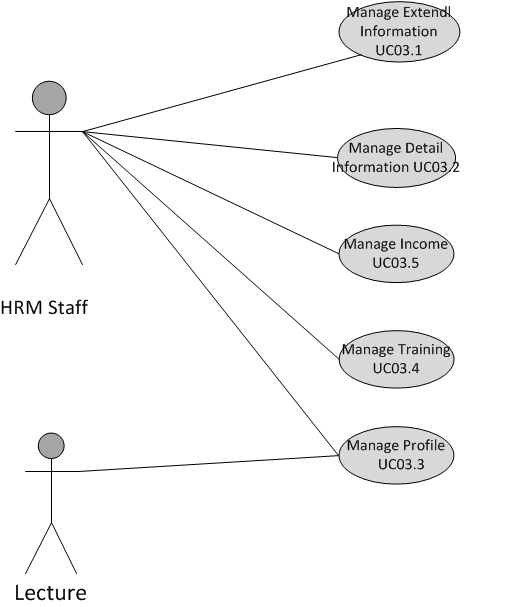 Manage Extendl
Information
UC03.1
Manage Detail
Information UC03.2
Manage Income
UC03.5
HRM Staff
Manage Training
UC03.4
Manage Profile
UC03.3
Lecture